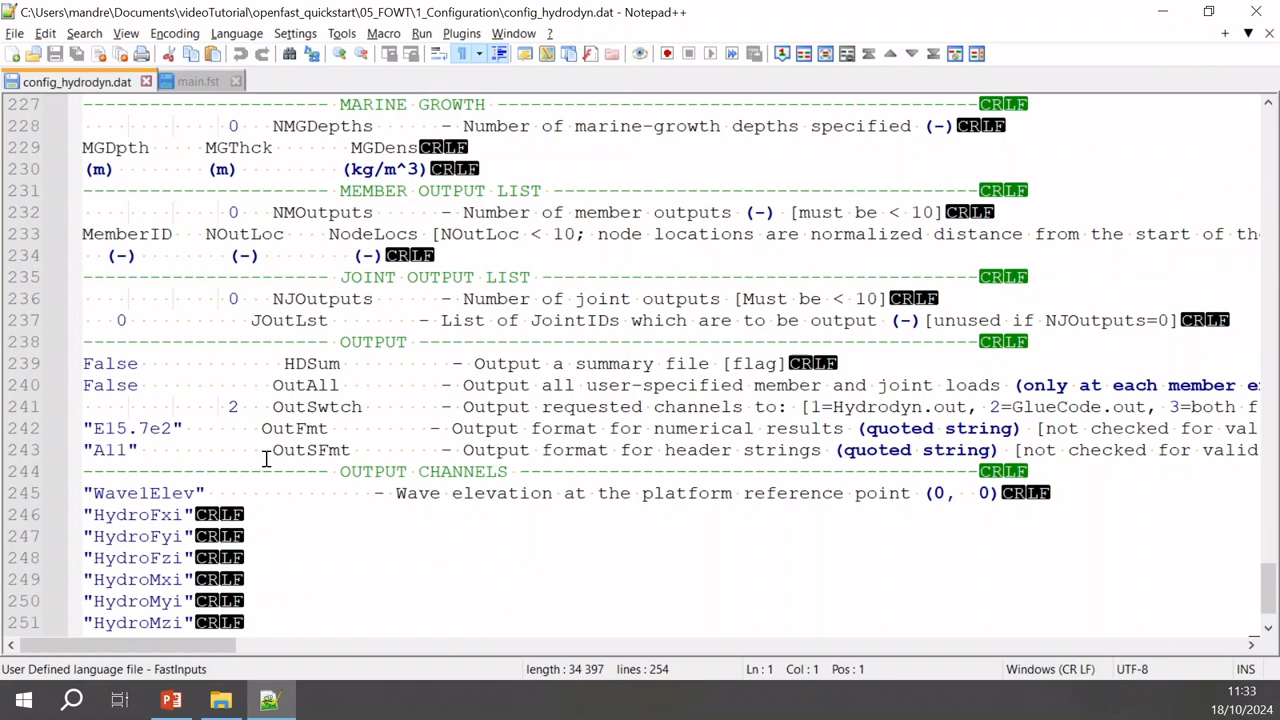 C:\Users\mandre\Documents\videoTutorial\openfast_quickstart\05_FOWT\1_Configuration\config_hydrodyn.dat - Notepad++
File Edit Search View Encoding Language Settings Tools Macro Run Plugins Window ?
config_hydrodyn.dat main.fst
227 ---------------------- MARINE GROWTH ------------------------------------------- CRLF
228 0 NMGDepths - Number of marine-growth depths specified (-)CRLF
229 MGDpth MGThck MGDensCRLF
230 (m) (m) (kg/m^3)CRLF
231 ---------------------- MEMBER OUTPUT LIST -------------------------------------- CRLF
232 0 NMOutputs - Number of member outputs (-) [must be < 10]CRLF
233 MemberID NOutLoc NodeLocs [NOutLoc < 10; node locations are normalized distance from the start of th
234 (-) (-) (-)CRLF
235 ---------------------- JOINT OUTPUT LIST --------------------------------------- CRLF
236 0 NJOutputs - Number of joint outputs [Must be < 10]CRLF
237 0 JOutLst - List of JointIDs which are to be output (-)[unused if NJOutputs=0]CRLF
238 ---------------------- OUTPUT -------------------------------------------------- CRLF
239 False HDSum - Output a summary file [flag]CRLF
240 False OutAll - Output all user-specified member and joint loads (only at each member e
241 2 OutSwtch - Output requested channels to: [1=Hydrodyn.out, 2=GlueCode.out, 3=both f
242 "E15.7e2" OutFmt - Output format for numerical results (quoted string) [not checked for val
243 "A11" OutSFmt - Output format for header strings (quoted string) [not checked for valid
244 ---------------------- OUTPUT CHANNELS ----------------------------------------- CRLF
245 "Wave1Elev" - Wave elevation at the platform reference point (0, 0)CRLF
246 "HydroFxi"CRLF
247 "HydroFyi"CRLF
248 "HydroFzi"CRLF
249 "HydroMxi"CRLF
250 "HydroMyi"CRLF
251 "HydroMzi"CRLF
User Defined language file - FastInputs length : 34 397 lines : 254 Ln : 1 Col : 1 Pos : 1 Windows (CR LF) UTF-8 INS
11:33
18/10/2024